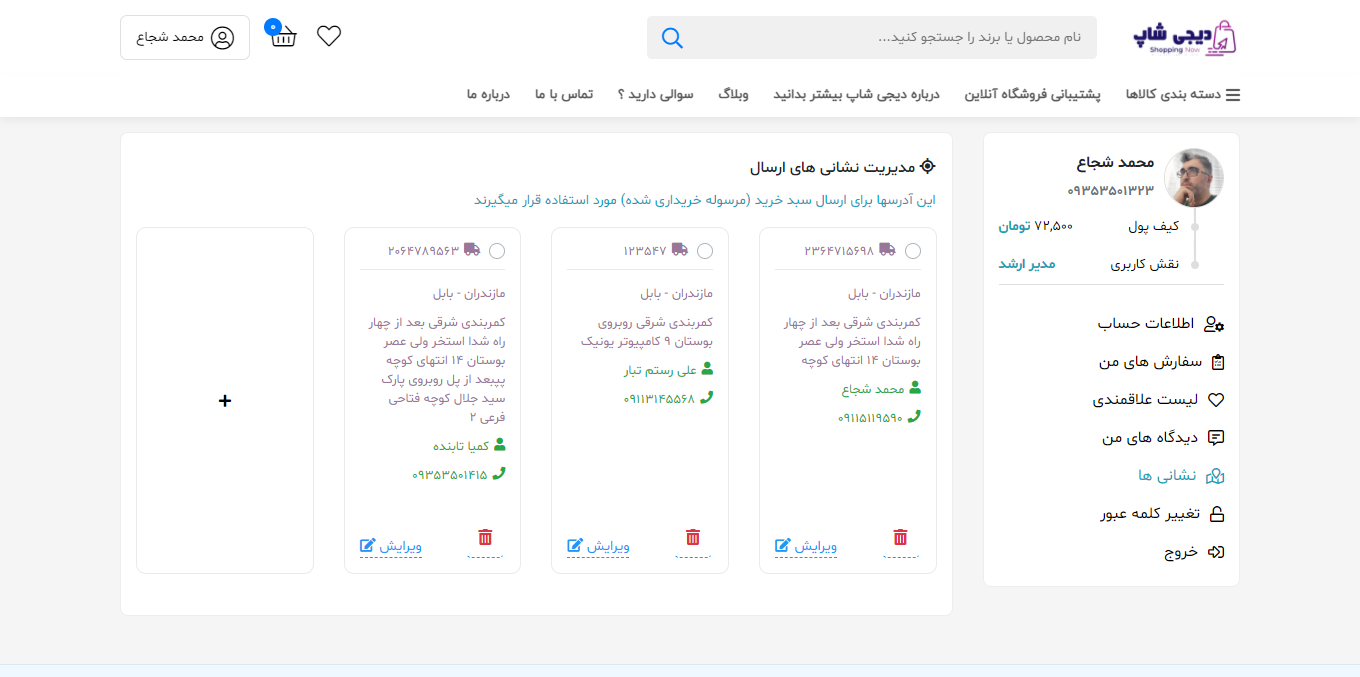 دیجی شاپ
Shopping Now
نام محصول یا برند را جستجو کنید...
۰
محمد شجاع
دسته بندی کالاها
پشتیبانی فروشگاه آنلاین
درباره دیجی شاپ بیشتر بدانید
وبلاگ
سوالی دارید ؟
تماس با ما
درباره ما
محمد شجاع
۰۹۳۵۳۵۰۱۳۲۳
کیف پول
۷۲,۵۰۰ تومان
نقش کاربری
مدیر ارشد
اطلاعات حساب
سفارش های من
لیست علاقمندی
دیدگاه های من
نشانی ها
تغییر کلمه عبور
خروج
مدیریت نشانی های ارسال
این آدرسها برای ارسال سبد خرید (مرسوله خریداری شده) مورد استفاده قرار میگیرند
۲۳۶۴۷۱۵۶۹۸
مازندران - بابل
کمربندی شرقی بعد از چهار
راه شدا استخر ولی عصر
بوستان ۱۴ انتهای کوچه
محمد شجاع
۰۹۱۱۵۱۱۹۵۹۰
ویرایش
۱۲۳۵۴۷
مازندران - بابل
کمربندی شرقی روبروی
بوستان ۹ کامپیوتر یونیک
علی رستم تبار
۰۹۱۱۳۱۴۵۵۶۸
ویرایش
۲۰۶۴۷۸۹۵۶۳
مازندران - بابل
کمربندی شرقی بعد از چهار
راه شدا استخر ولی عصر
بوستان ۱۴ انتهای کوچه
پپبعد از پل روبروی پارک
سید جلال کوچه فتاحی
فرعی ۲
کمیا تابنده
۰۹۳۵۳۵۰۱۴۱۵
ویرایش
+